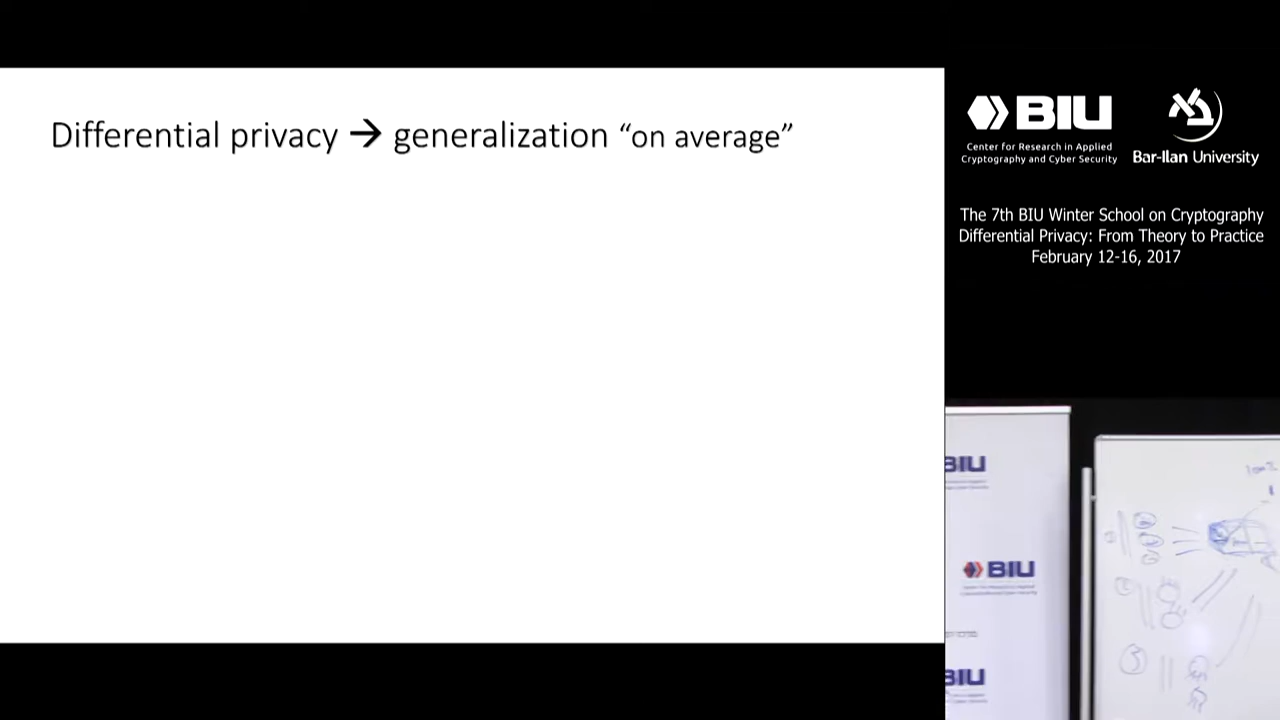 Differential privacy → generalization “on average”
BIU
Center for Research in Applied
Cryptography and Cyber Security
Bar-Ilan University
The 7th BIU Winter School on Cryptography
Differential Privacy: From Theory to Practice
February 12-16, 2017
BIU
BIU
BIU